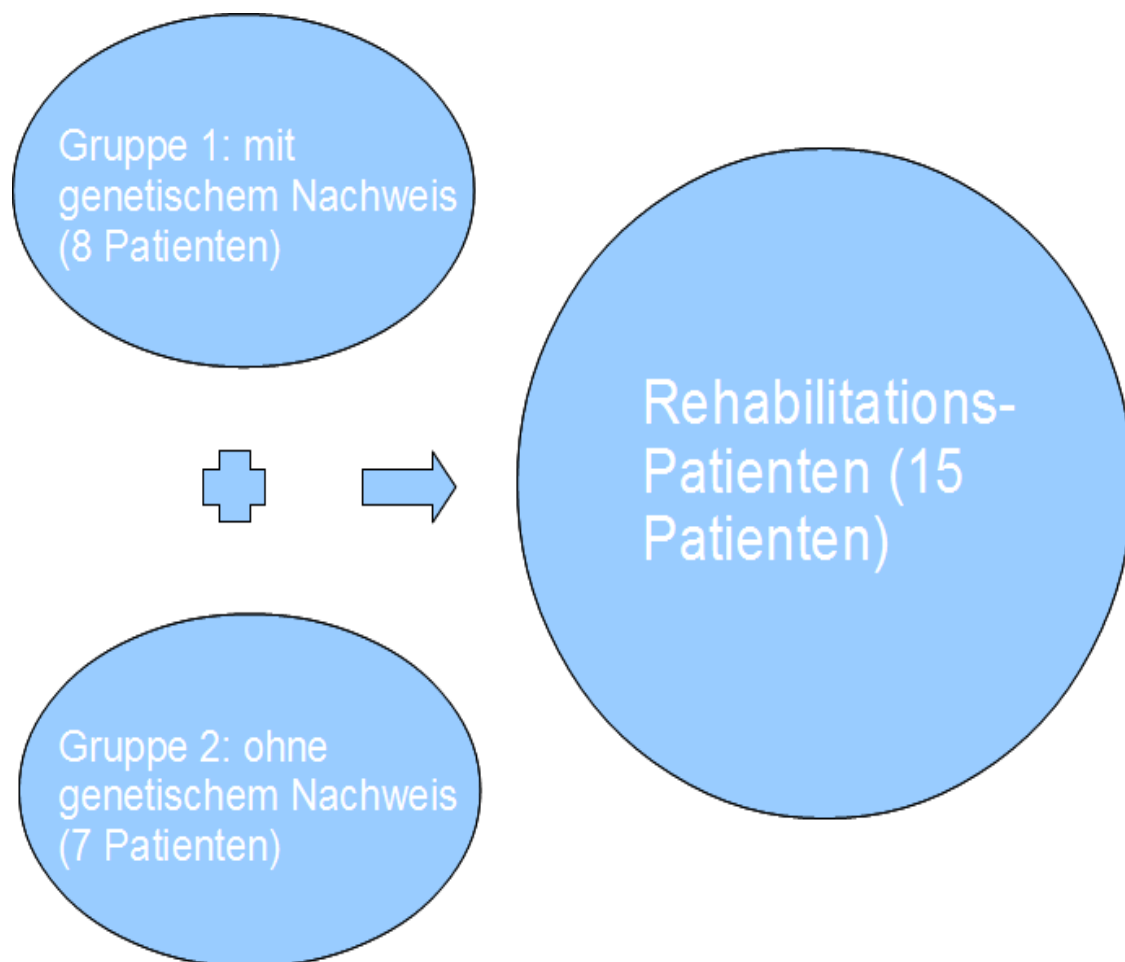 Gruppe 1: mit
genetischem Nachweis
(8 Patienten)
Rehabilitations-
Patienten (15
Patienten)
Gruppe 2: ohne
genetischem Nachweis
(7 Patienten)